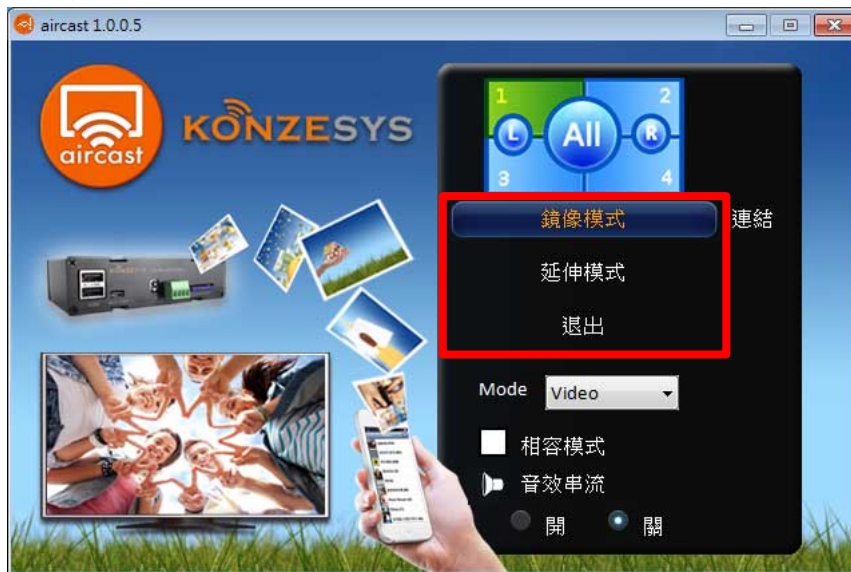 aircast 1.0.0.5
aircast
KONZESYS
1 2
L All R
3 4
鏡像模式 連結
延伸模式
退出
Mode Video
相容模式
音效串流
開 關